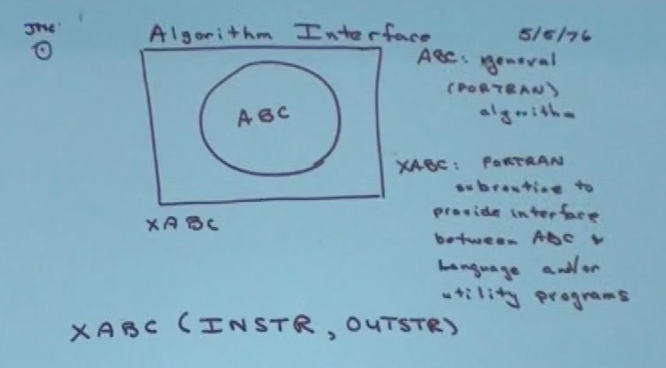 JMC: Algorithm Interface 5/5/76
①
ABC: general
(FORTRAN)
algorithm
ABC
XABC: FORTRAN
subroutine to
provide interface
between ABC &
language and/or
utility programs
XABC
XABC (INSTR, OUTSTR)